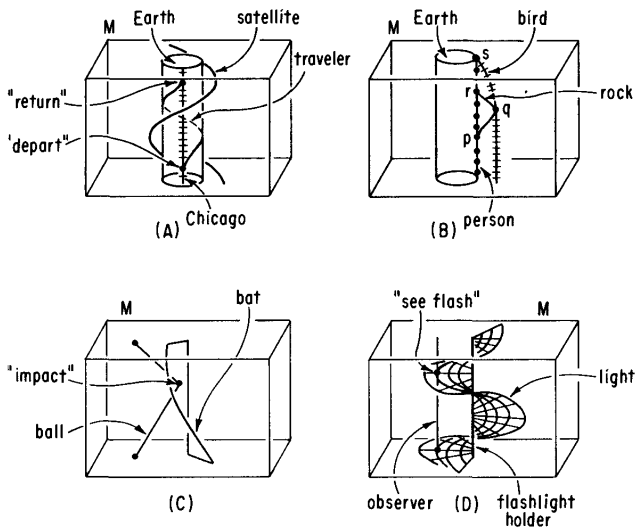 M
Earth
satellite
traveler
"return"
'depart"
Chicago
(A)
Earth
M
s
bird
r
rock
q
p
person
(B)
M
bat
"impact"
ball
(C)
"see flash"
M
light
observer
(D)
flashlight
holder